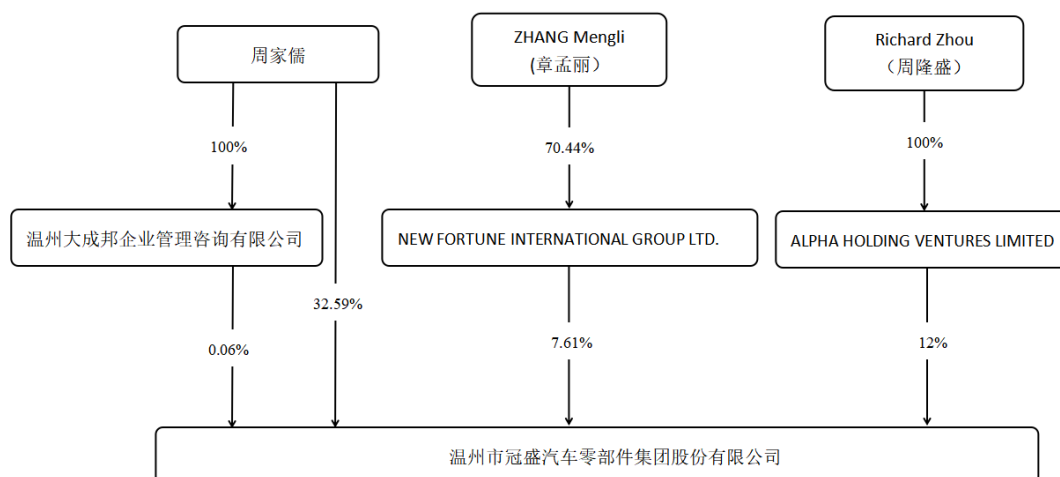 周家儒
ZHANG Mengli
(章孟丽）
Richard Zhou
（周隆盛）
100%
70.44%
100%
温州大成邦企业管理咨询有限公司
NEW FORTUNE INTERNATIONAL GROUP LTD.
ALPHA HOLDING VENTURES LIMITED
32.59%
0.06%
7.61%
12%
温州市冠盛汽车零部件集团股份有限公司